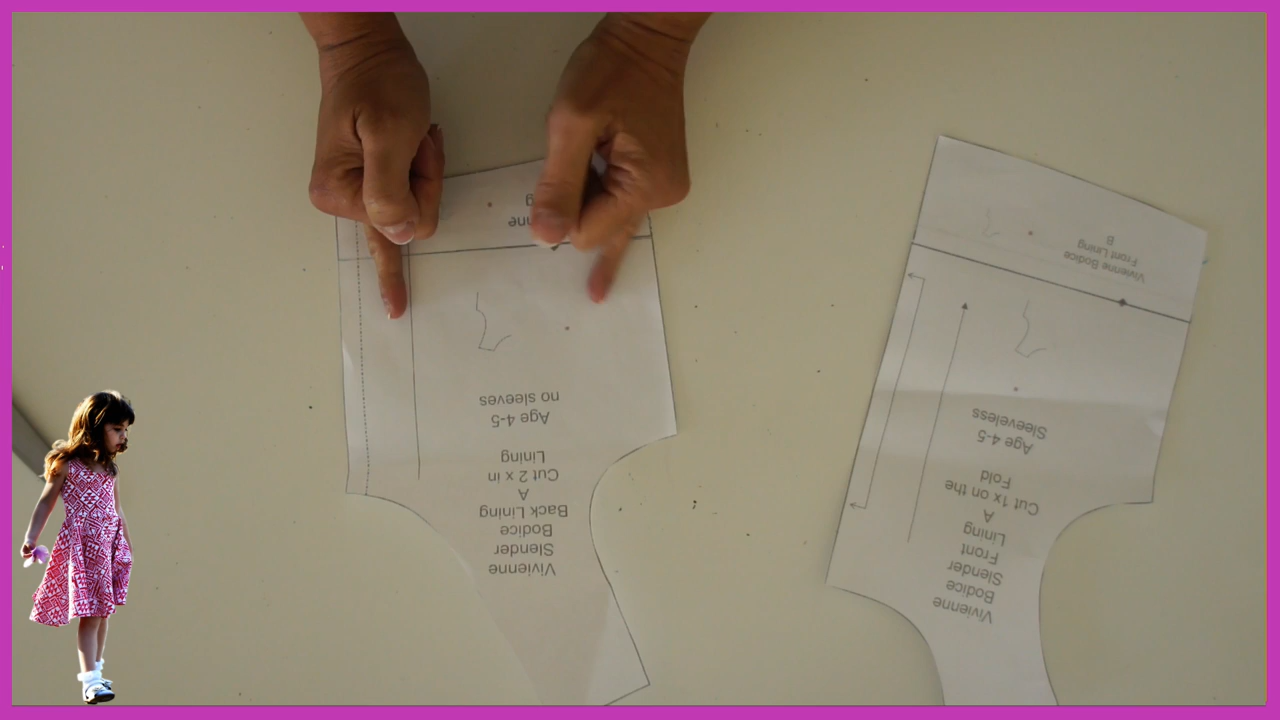 Vivienne
Slender
Bodice
Back Lining
A
Cut 2 x in
Lining
Age 4-5
no sleeves
Vivienne
Bodice
Slender
Front
Lining
A
Cut 1x on the
Fold
Age 4-5
Sleeveless
Vivienne Bodice
Front Lining
B